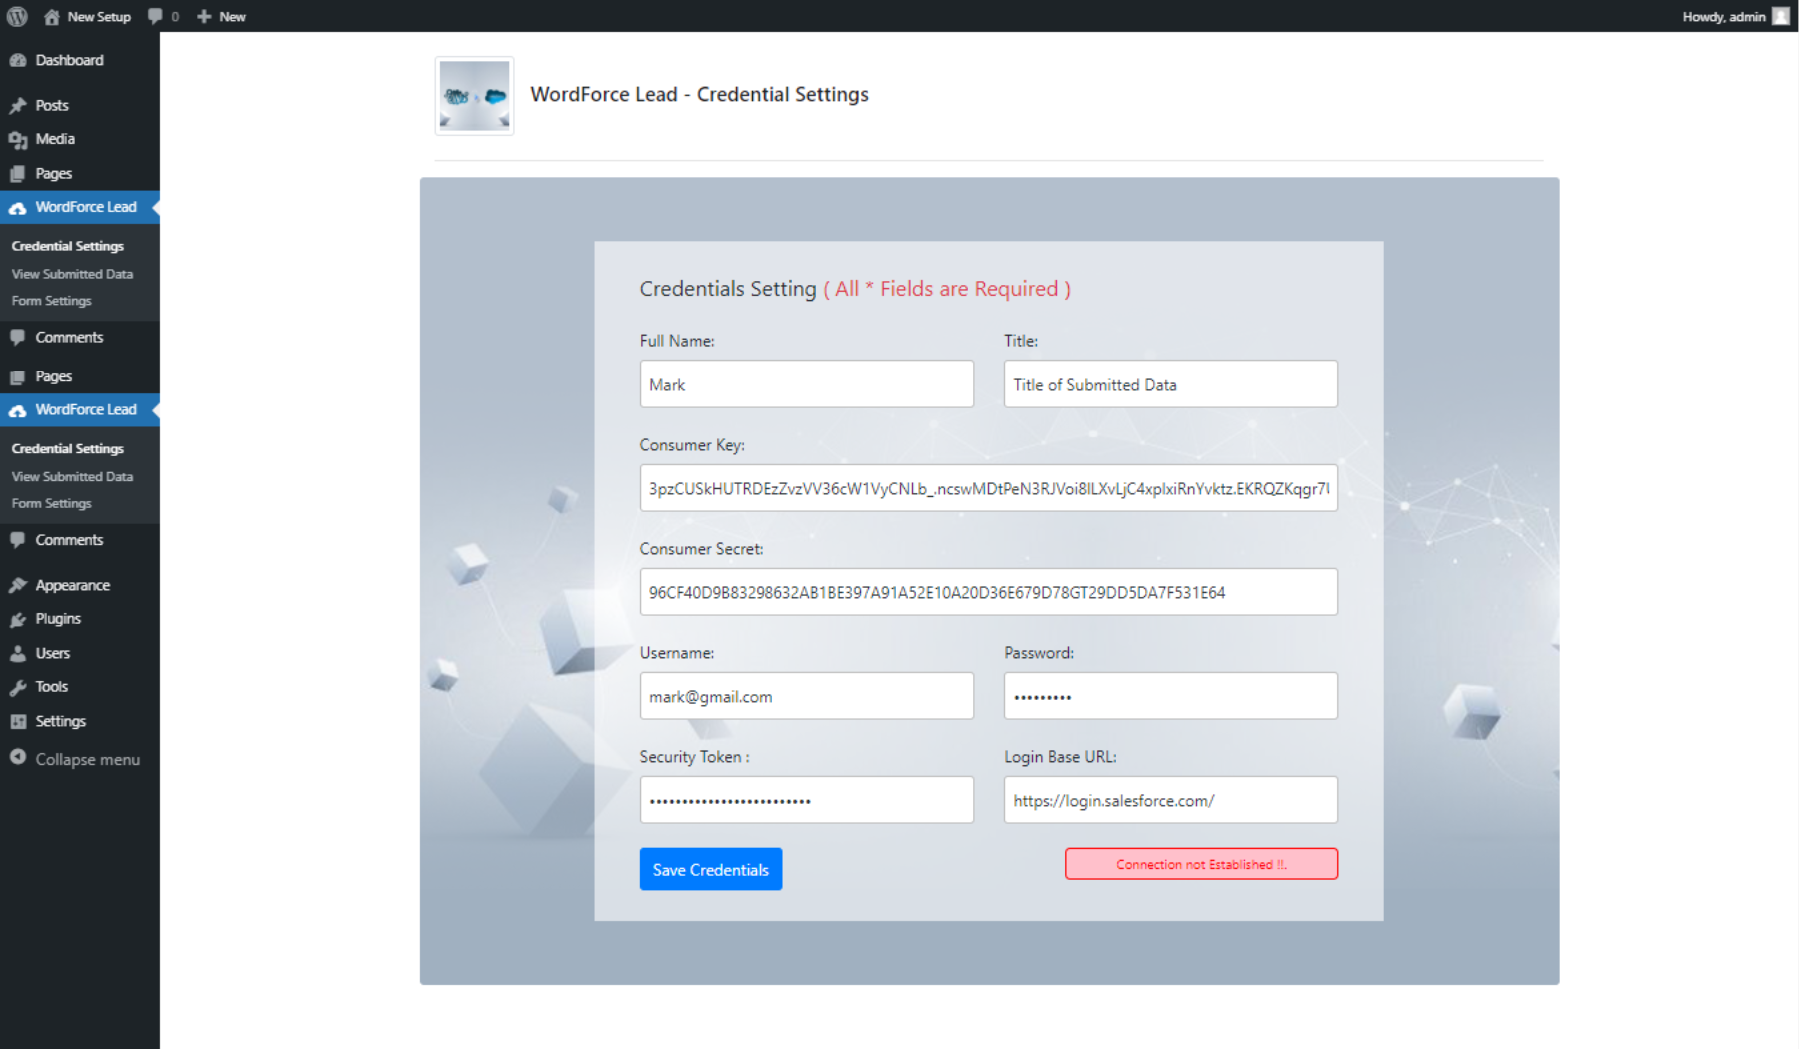 New Setup
0
New
Howdy, admin
Dashboard
Posts
Media
Pages
WordForce Lead
Credential Settings
View Submitted Data
Form Settings
Comments
Pages
WordForce Lead
Credential Settings
View Submitted Data
Form Settings
Comments
Appearance
Plugins
Users
Tools
Settings
Collapse menu
WordForce Lead - Credential Settings
Credentials Setting ( All * Fields are Required )
Full Name:
Title:
Mark
Title of Submitted Data
Consumer Key:
3pzCUSkHUTRDEzZvzVV36cW1VyCNLb_.ncswMDtPeN3RJVoi8ILXvLjC4xpIxiRnYvktz.EKRQZKqgr7
Consumer Secret:
96CF40D9B83298632AB1BE397A91A52E10A20D36E679D78GT29DD5DA7F531E64
Username:
Password:
mark@gmail.com
•••••••••
Security Token :
Login Base URL:
•••••••••••••••••••••••••
https://login.salesforce.com/
Save Credentials
Connection not Established !!.